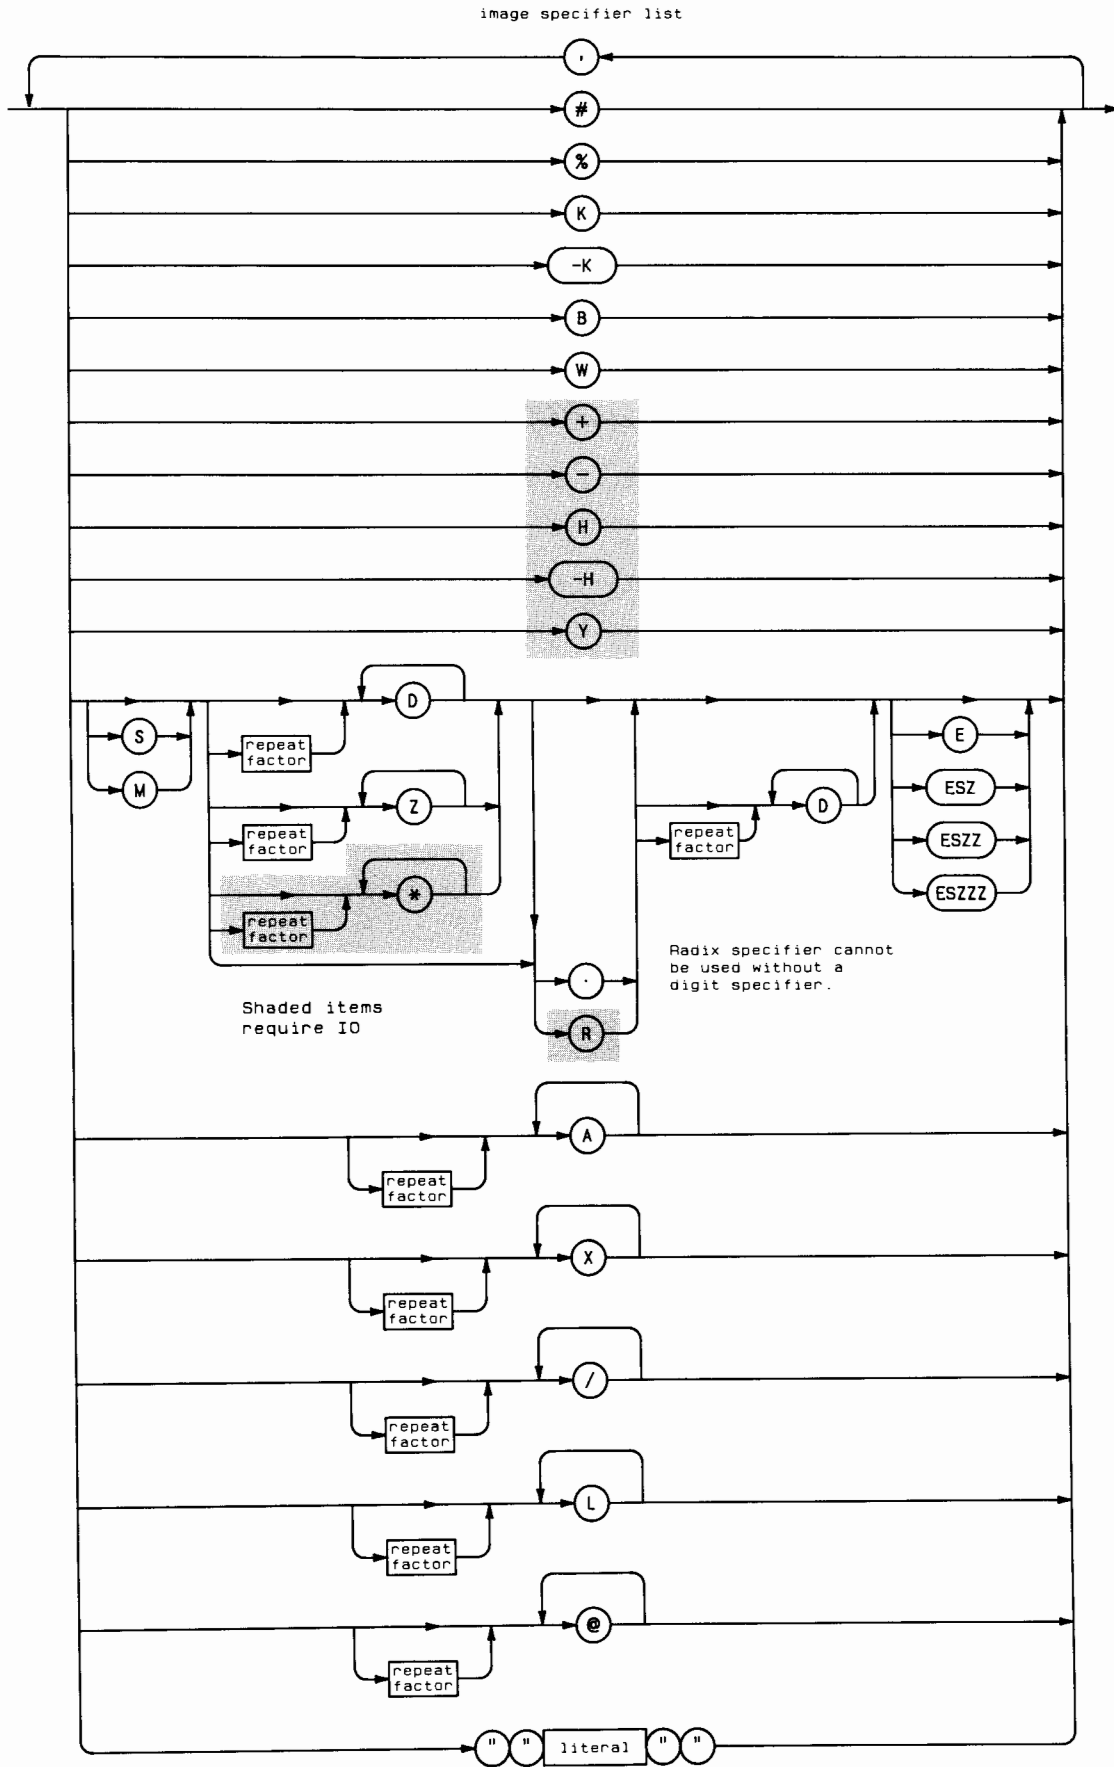 image specifier list
,
#
%
K
-K
B
W
+
-
H
-H
Y
D
S
repeat
factor
E
M
Z
ESZ
repeat
factor
D
repeat
factor
ESZZ
*
ESZZZ
repeat
factor
Radix specifier cannot
be used without a
digit specifier.
.
Shaded items
require IO
R
A
repeat
factor
X
repeat
factor
/
repeat
factor
L
repeat
factor
@
repeat
factor
" " literal " "